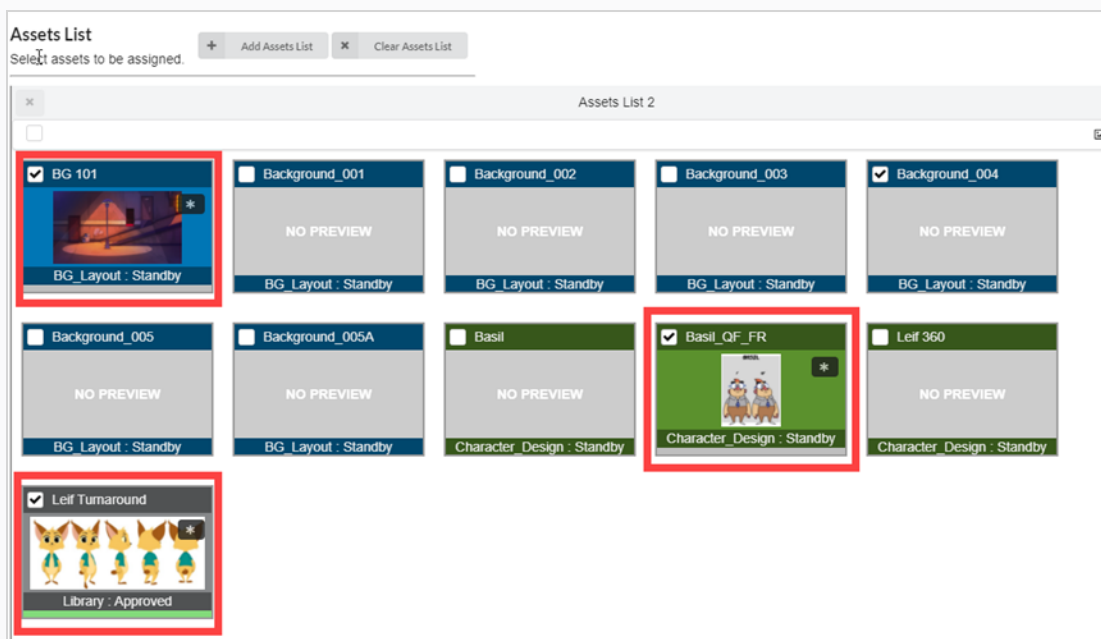 Assets List
Select assets to be assigned.
+ Add Assets List
× Clear Assets List
× Assets List 2
BG 101
*
BG_Layout : Standby
Background_001
NO PREVIEW
BG_Layout : Standby
Background_002
NO PREVIEW
BG_Layout : Standby
Background_003
NO PREVIEW
BG_Layout : Standby
Background_004
NO PREVIEW
BG_Layout : Standby
Background_005
NO PREVIEW
BG_Layout : Standby
Background_005A
NO PREVIEW
BG_Layout : Standby
Basil
NO PREVIEW
Character_Design : Standby
Basil_QF_FR
*
Character_Design : Standby
Leif 360
NO PREVIEW
Character_Design : Standby
Leif Turnaround
*
Library : Approved